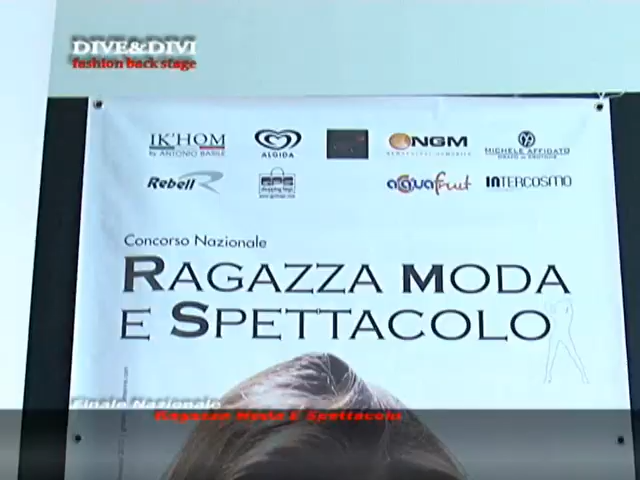 DIVE&DIVI
fashion back stage
IK'HOM
by ANTONIO BASILE
ALGIDA
NGM
MICHELE AFFIDATO
Rebell
aquafruit
INTERCOSMO
Concorso Nazionale
RAGAZZA MODA
E SPETTACOLO
Finale Nazionale
Ragazza Moda E Spettacolo